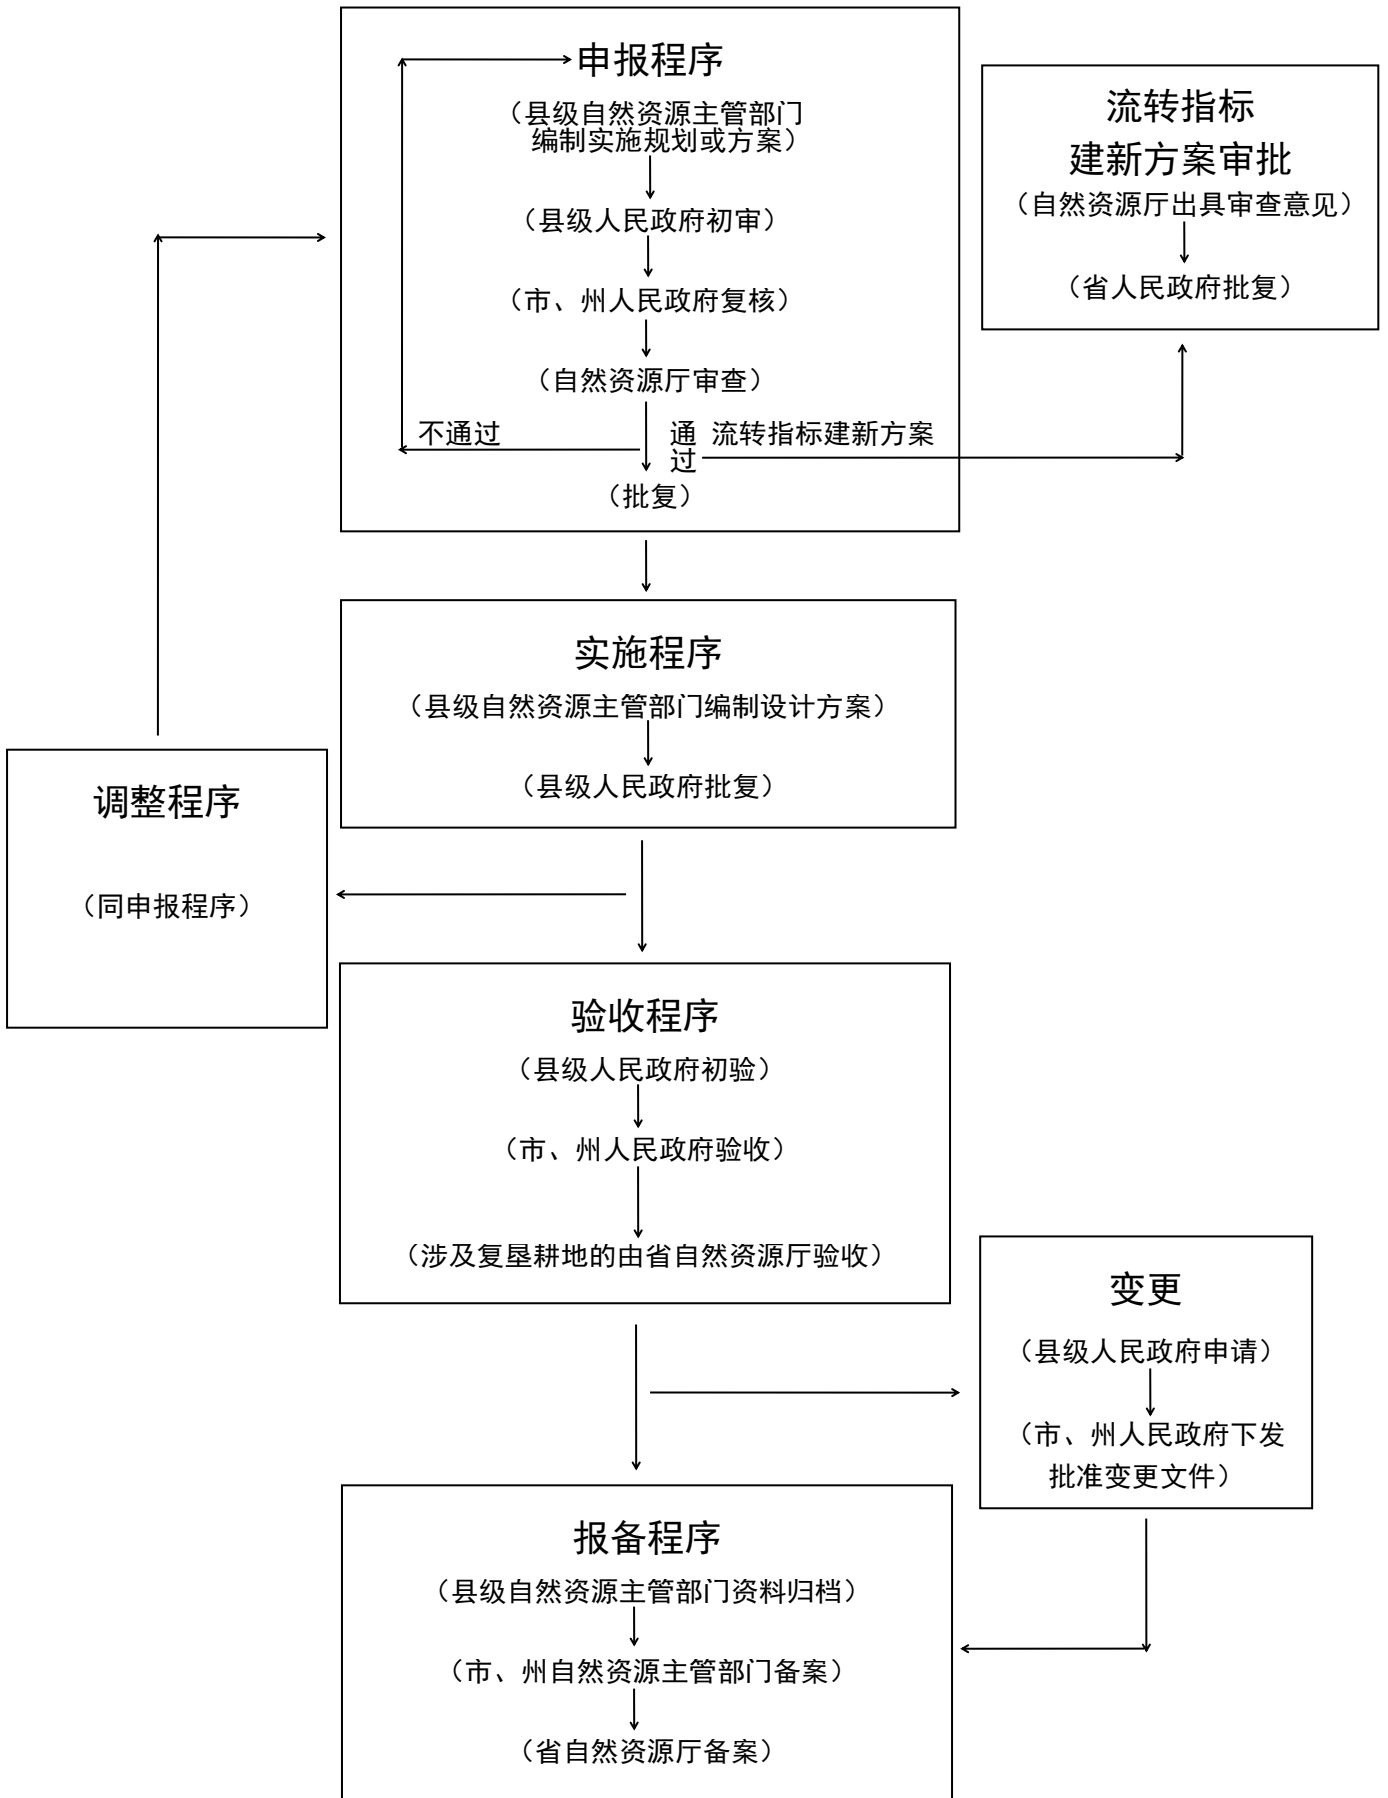 申报程序
（县级自然资源主管部门
编制实施规划或方案）
（县级人民政府初审）
（市、州人民政府复核）
（自然资源厅审查）
不通过
通过
流转指标建新方案
（批复）
流转指标
建新方案审批
（自然资源厅出具审查意见）
（省人民政府批复）
实施程序
（县级自然资源主管部门编制设计方案）
（县级人民政府批复）
调整程序
（同申报程序）
验收程序
（县级人民政府初验）
（市、州人民政府验收）
（涉及复垦耕地的由省自然资源厅验收）
变更
（县级人民政府申请）
（市、州人民政府下发
批准变更文件）
报备程序
（县级自然资源主管部门资料归档）
（市、州自然资源主管部门备案）
（省自然资源厅备案）